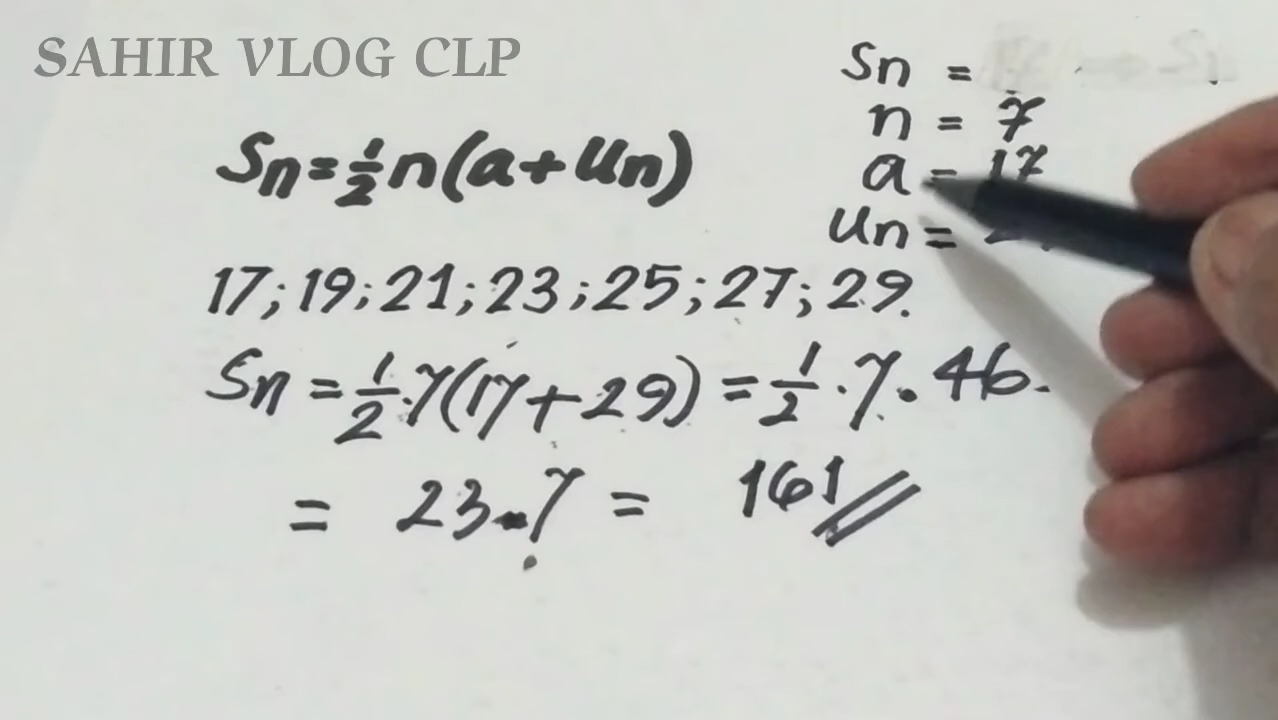 SAHIR VLOG CLP
Sn =
n = 7
a = 17
Un =
Sn = 1/2 n (a + Un)
17; 19; 21; 23; 25; 27; 29.
Sn = 1/2 . 7 (17 + 29) = 1/2 . 7 . 46.
= 23 . 7 = 161